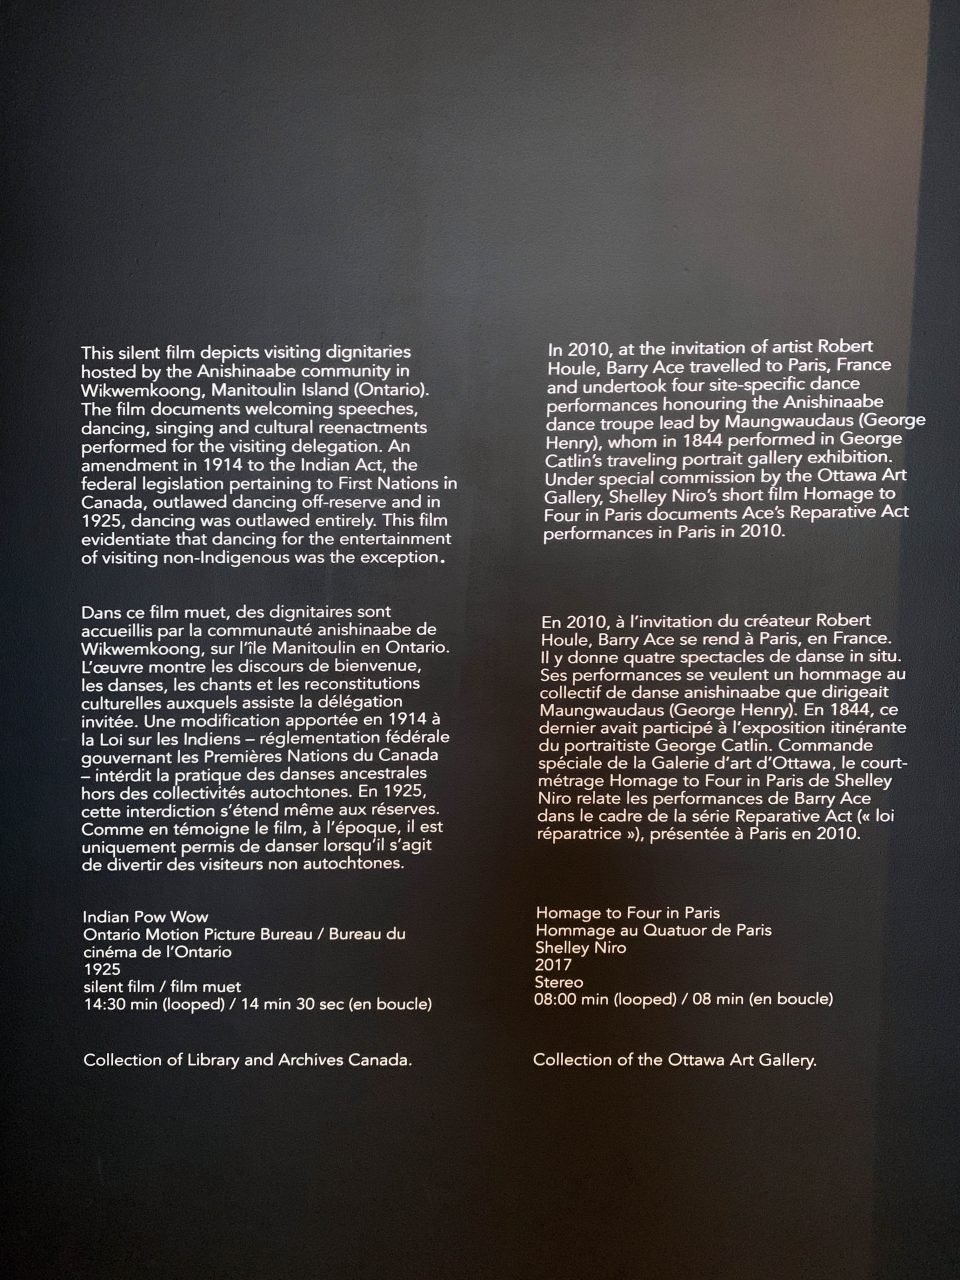 This silent film depicts visiting dignitaries
hosted by the Anishinaabe community in
Wikwemkoong, Manitoulin Island (Ontario).
The film documents welcoming speeches,
dancing, singing and cultural reenactments
performed for the visiting delegation. An
amendment in 1914 to the Indian Act, the
federal legislation pertaining to First Nations in
Canada, outlawed dancing off-reserve and in
1925, dancing was outlawed entirely. This film
evidentiate that dancing for the entertainment
of visiting non-Indigenous was the exception.
Dans ce film muet, des dignitaires sont
accueillis par la communauté anishinaabe de
Wikwemkoong, sur l'île Manitoulin en Ontario.
L'œuvre montre les discours de bienvenue,
les danses, les chants et les reconstitutions
culturelles auxquels assiste la délégation
invitée. Une modification apportée en 1914 à
la Loi sur les Indiens – réglementation fédérale
gouvernant les Premières Nations du Canada
– intérdit la pratique des danses ancestrales
hors des collectivités autochtones. En 1925,
cette interdiction s'étend même aux réserves.
Comme en témoigne le film, à l'époque, il est
uniquement permis de danser lorsqu'il s'agit
de divertir des visiteurs non autochtones.
Indian Pow Wow
Ontario Motion Picture Bureau / Bureau du
cinéma de l'Ontario
1925
silent film / film muet
14:30 min (looped) / 14 min 30 sec (en boucle)
Collection of Library and Archives Canada.
In 2010, at the invitation of artist Robert
Houle, Barry Ace travelled to Paris, France
and undertook four site-specific dance
performances honouring the Anishinaabe
dance troupe lead by Maungwaudaus (George
Henry), whom in 1844 performed in George
Catlin's traveling portrait gallery exhibition.
Under special commission by the Ottawa Art
Gallery, Shelley Niro's short film Homage to
Four in Paris documents Ace's Reparative Act
performances in Paris in 2010.
En 2010, à l'invitation du créateur Robert
Houle, Barry Ace se rend à Paris, en France.
Il y donne quatre spectacles de danse in situ.
Ses performances se veulent un hommage au
collectif de danse anishinaabe que dirigeait
Maungwaudaus (George Henry). En 1844, ce
dernier avait participé à l'exposition itinérante
du portraitiste George Catlin. Commande
spéciale de la Galerie d'art d'Ottawa, le court-
métrage Homage to Four in Paris de Shelley
Niro relate les performances de Barry Ace
dans le cadre de la série Reparative Act (« loi
réparatrice »), présentée à Paris en 2010.
Homage to Four in Paris
Hommage au Quatuor de Paris
Shelley Niro
2017
Stereo
08:00 min (looped) / 08 min (en boucle)
Collection of the Ottawa Art Gallery.